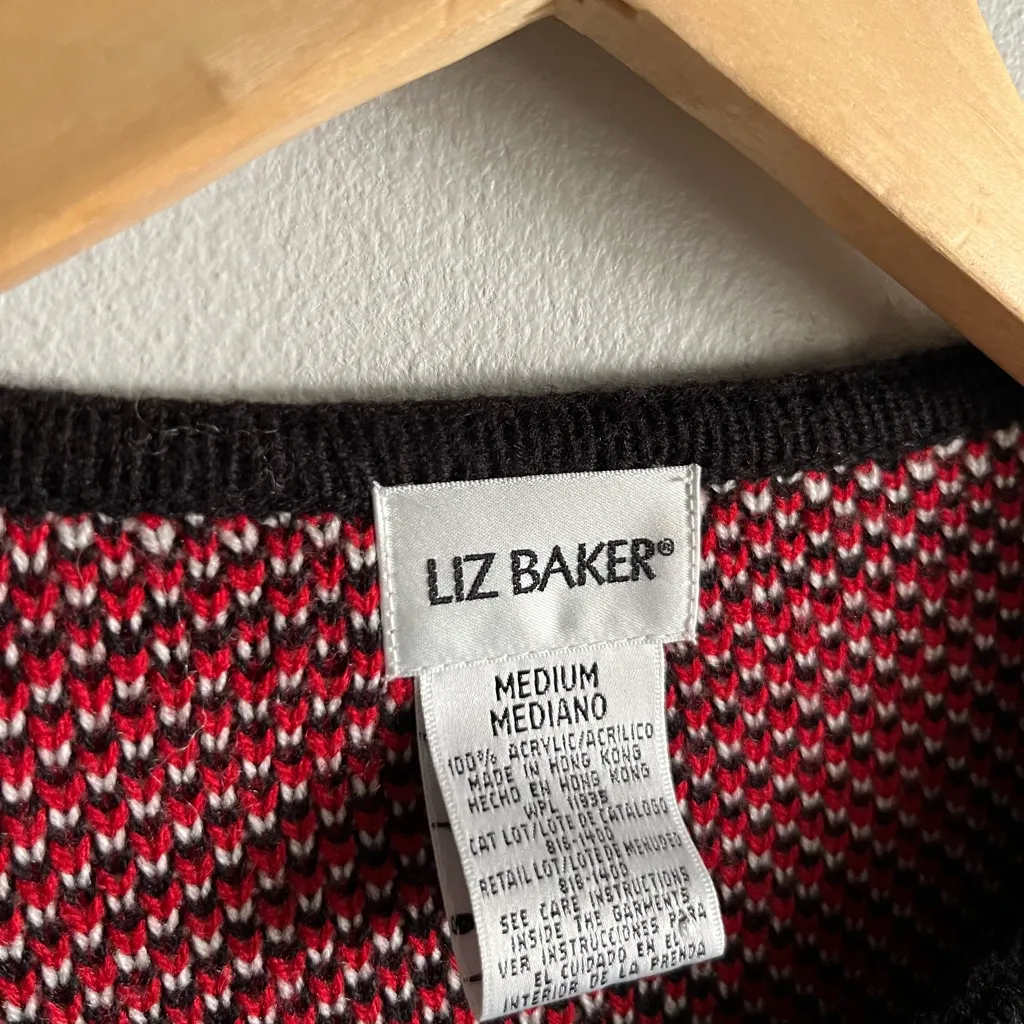 LIZ BAKER®
MEDIUM
MEDIANO
100% ACRYLIC/ACRILICO
MADE IN HONG KONG
HECHO EN HONG KONG
WPL 11935
CAT LOT/LOTE DE CATALOGO
816-1400
RETAIL LOT/LOTE DE MENUDEO
816-1400
SEE CARE INSTRUCTIONS
INSIDE THE GARMENTS
VER INSTRUCCIONES PARA
EL CUIDADO EN EL
INTERIOR DE LA PRENDA